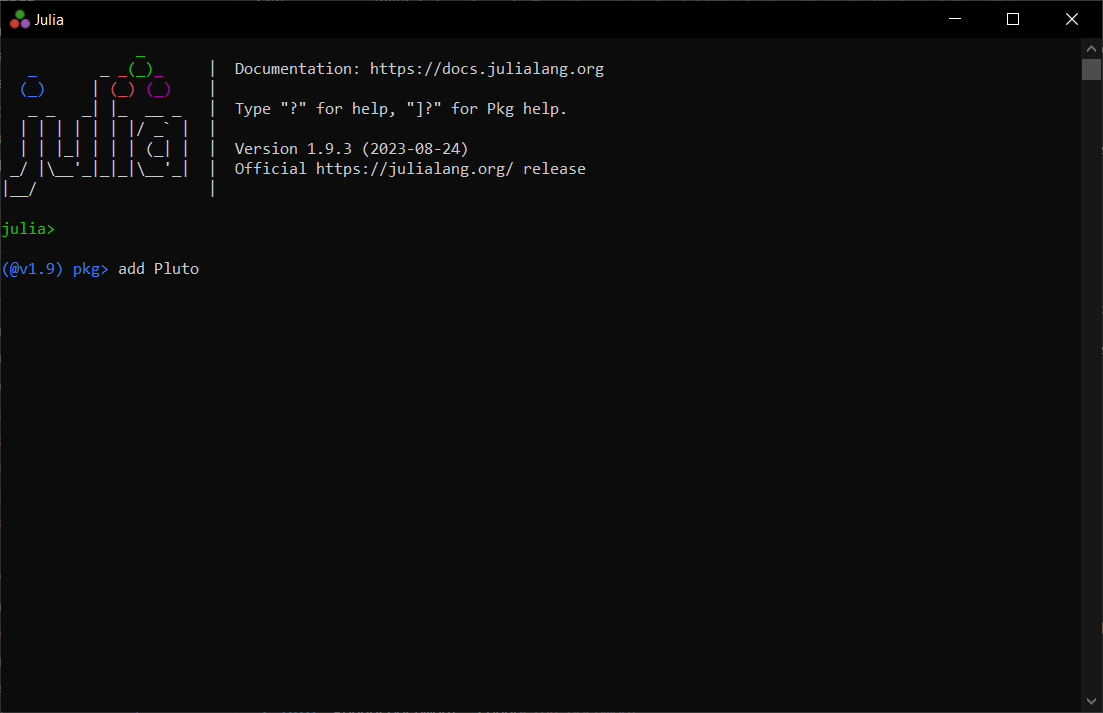 Julia
Documentation: https://docs.julialang.org
Type "?" for help, "]?" for Pkg help.
julia
Version 1.9.3 (2023-08-24)
Official https://julialang.org/ release
julia>
(@v1.9) pkg> add Pluto